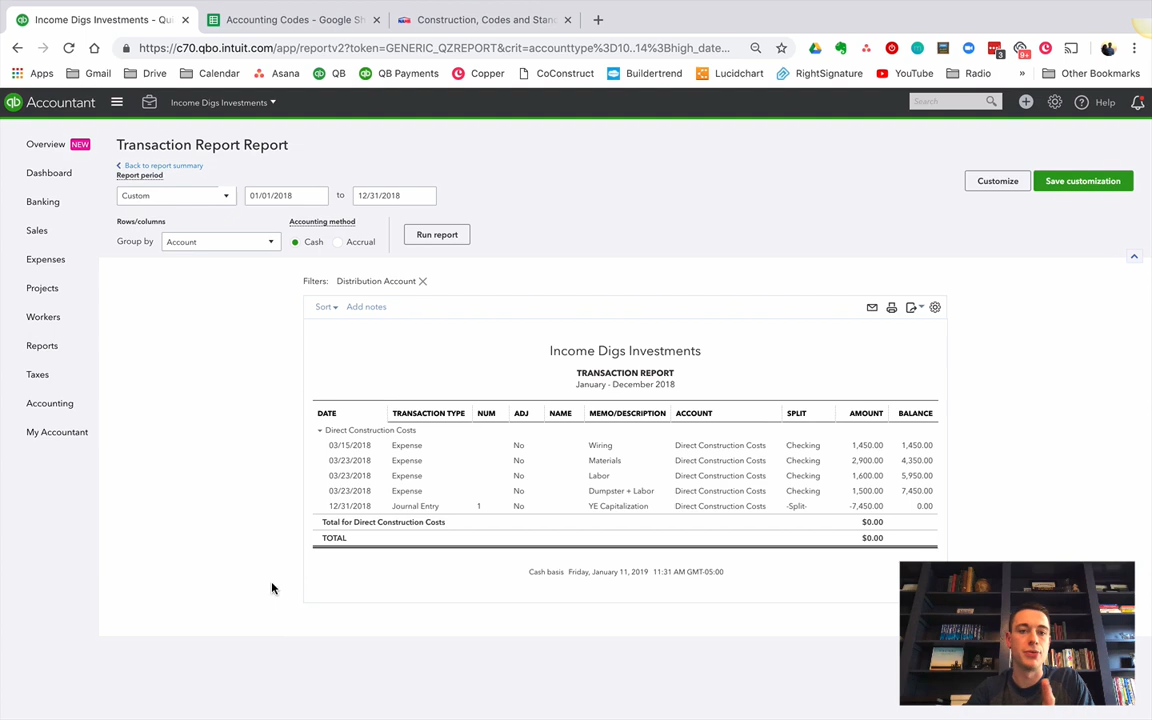 Income Digs Investments - Qui
Accounting Codes - Google Sh
Construction, Codes and Stand
https://c70.qbo.intuit.com/app/reportv2?token=GENERIC_QZREPORT&crit=accounttype%3D10..14%3Bhigh_date...
3
9+
Apps Gmail Drive Calendar Asana QB QB Payments Copper CoConstruct Buildertrend Lucidchart RightSignature YouTube Radio » Other Bookmarks
qb Accountant Income Digs Investments Search Help
Overview NEW
Dashboard
Banking
Sales
Expenses
Projects
Workers
Reports
Taxes
Accounting
My Accountant
Transaction Report Report
Back to report summary
Report period
Custom 01/01/2018 to 12/31/2018
Customize Save customization
Rows/columns Accounting method
Group by Account Cash Accrual Run report
Filters: Distribution Account
Sort Add notes
Income Digs Investments
TRANSACTION REPORT
January - December 2018
DATE TRANSACTION TYPE NUM ADJ NAME MEMO/DESCRIPTION ACCOUNT SPLIT AMOUNT BALANCE
Direct Construction Costs
03/15/2018 Expense No Wiring Direct Construction Costs Checking 1,450.00 1,450.00
03/23/2018 Expense No Materials Direct Construction Costs Checking 2,900.00 4,350.00
03/23/2018 Expense No Labor Direct Construction Costs Checking 1,600.00 5,950.00
03/23/2018 Expense No Dumpster + Labor Direct Construction Costs Checking 1,500.00 7,450.00
12/31/2018 Journal Entry 1 No YE Capitalization Direct Construction Costs -Split- -7,450.00 0.00
Total for Direct Construction Costs $0.00
TOTAL $0.00
Cash basis Friday, January 11, 2019 11:31 AM GMT-05:00